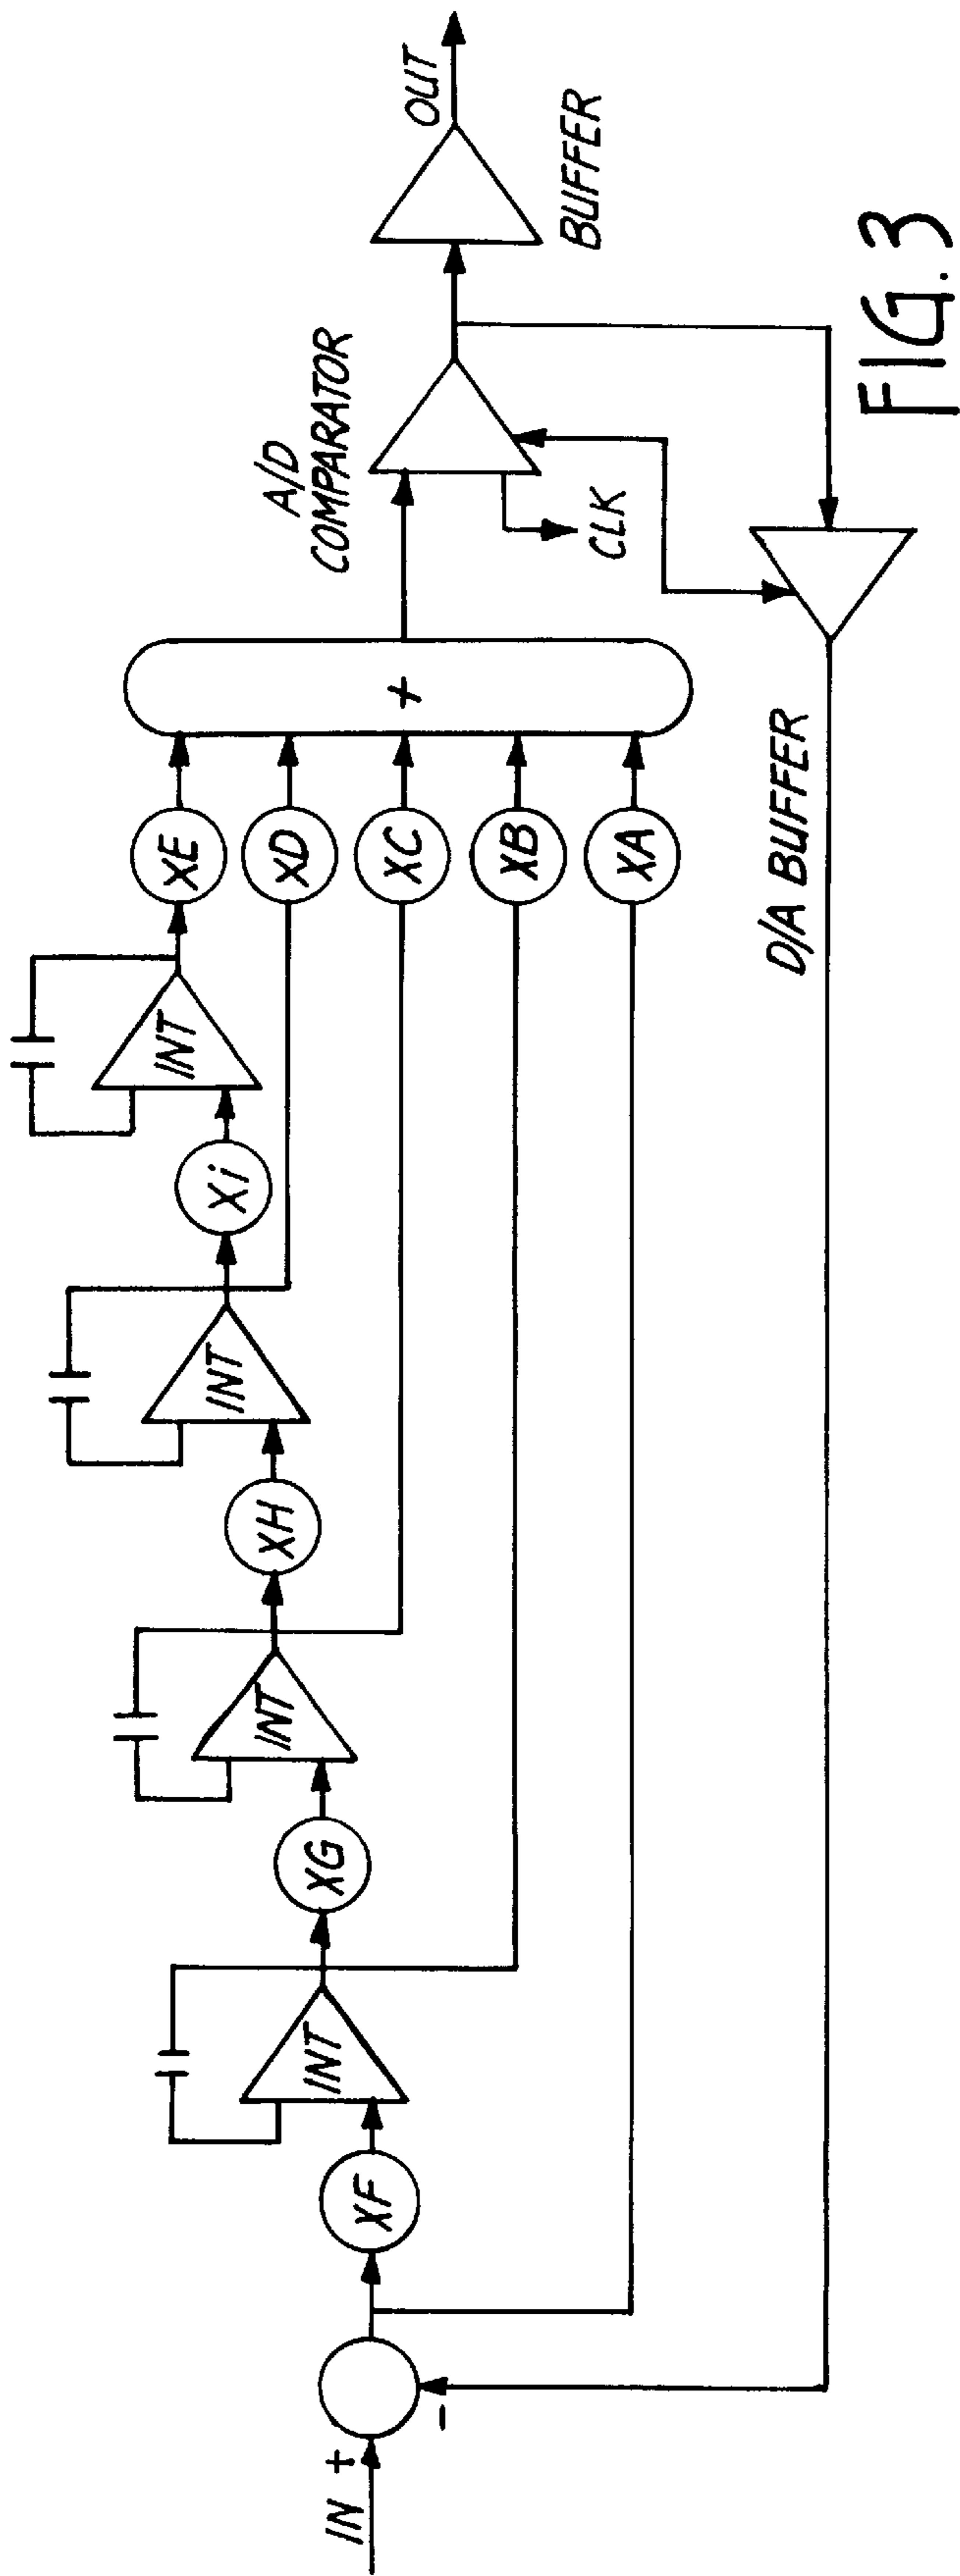 IN +
-
XF
INT
XG
INT
XH
INT
Xi
INT
XE
XD
XC
XB
XA
+
A/D
COMPARATOR
CLK
OUT
BUFFER
D/A BUFFER
FIG. 3